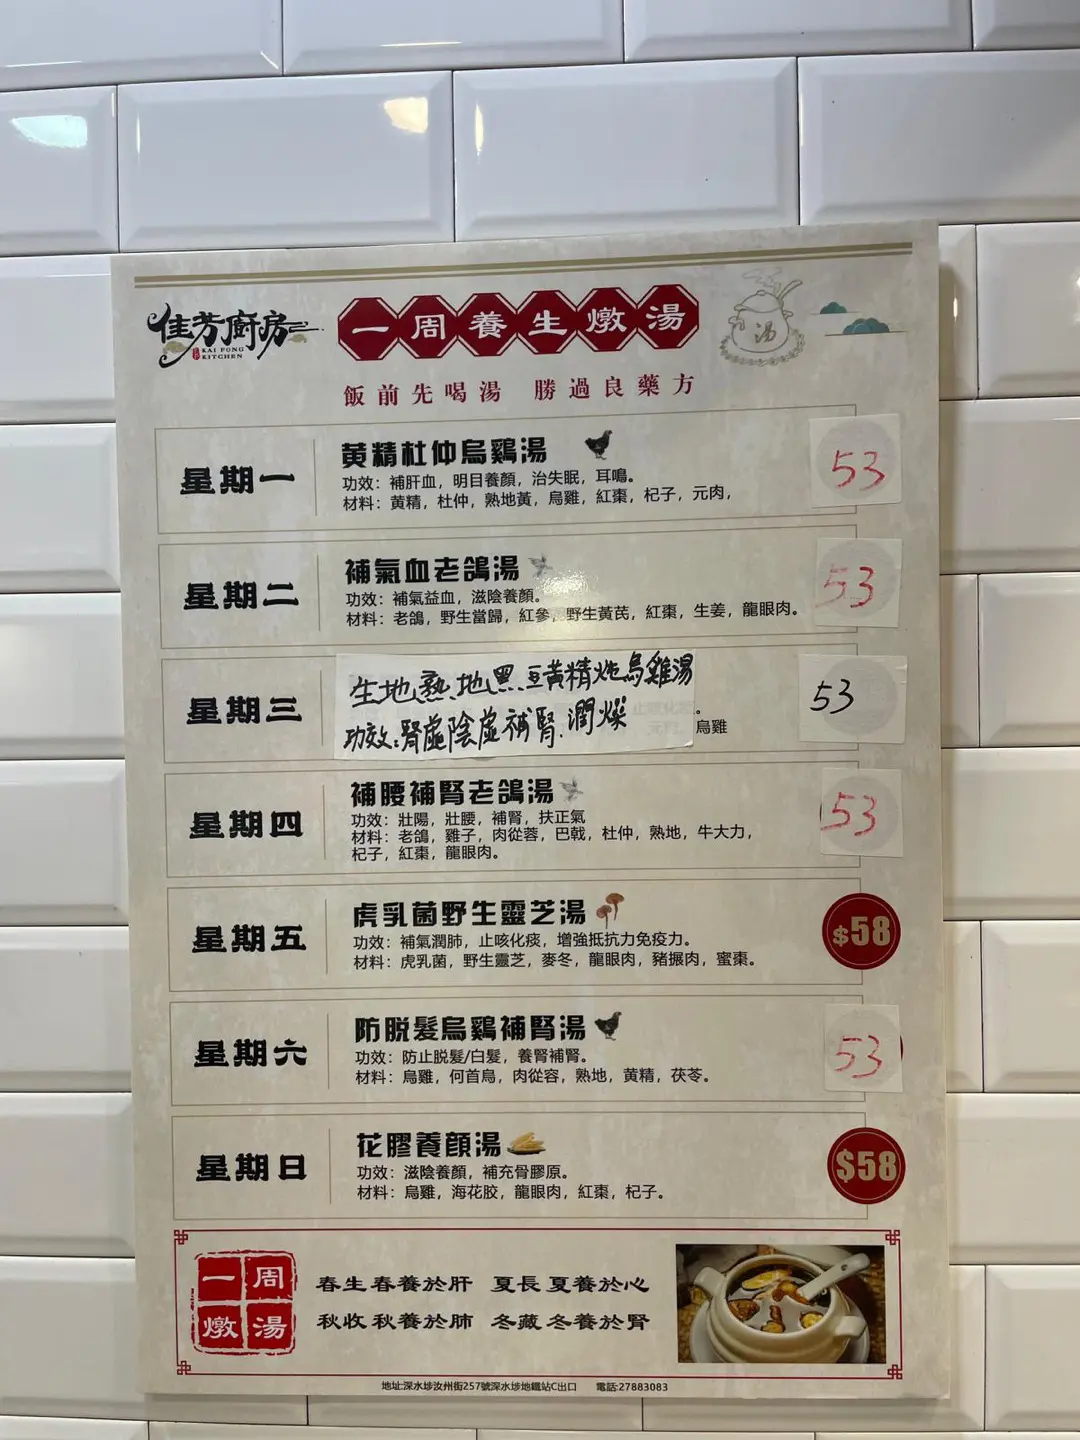 佳芳廚房
KAI FONG
KITCHEN
一周養生燉湯
湯
飯前先喝湯 勝過良藥方
星期一
黃精杜仲烏鷄湯
功效：補肝血，明目養顏，治失眠，耳鳴。
材料：黃精，杜仲，熟地黃，烏雞，紅棗，杞子，元肉，
53
星期二
補氣血老鴿湯
功效：補氣益血，滋陰養顏。
材料：老鴿，野生當歸，紅參，野生黃芪，紅棗，生姜，龍眼肉。
53
星期三
生地熟地黑豆黃精炖烏雞湯
功效：腎虛陰虛補腎.潤燥
烏雞
53
星期四
補腰補腎老鴿湯
功效：壯陽，壯腰，補腎，扶正氣
材料：老鴿，雞子，肉從蓉，巴戟，杜仲，熟地，牛大力，
杞子，紅棗，龍眼肉。
53
星期五
虎乳菌野生靈芝湯
功效：補氣潤肺，止咳化痰，增強抵抗力免疫力。
材料：虎乳菌，野生靈芝，麥冬，龍眼肉，豬搌肉，蜜棗。
$58
星期六
防脫髮烏鷄補腎湯
功效：防止脱髮/白髮，養腎補腎。
材料：烏雞，何首烏，肉從容，熟地，黄精，茯苓。
53
星期日
花膠養顔湯
功效：滋陰養顏，補充骨膠原。
材料：烏雞，海花胶，龍眼肉，紅棗，杞子。
$58
一周
燉湯
春生春養於肝 夏長夏養於心
秋收秋養於肺 冬藏冬養於腎
地址:深水埗汝州街257號深水埗地鐵站C出口 電話:27883083